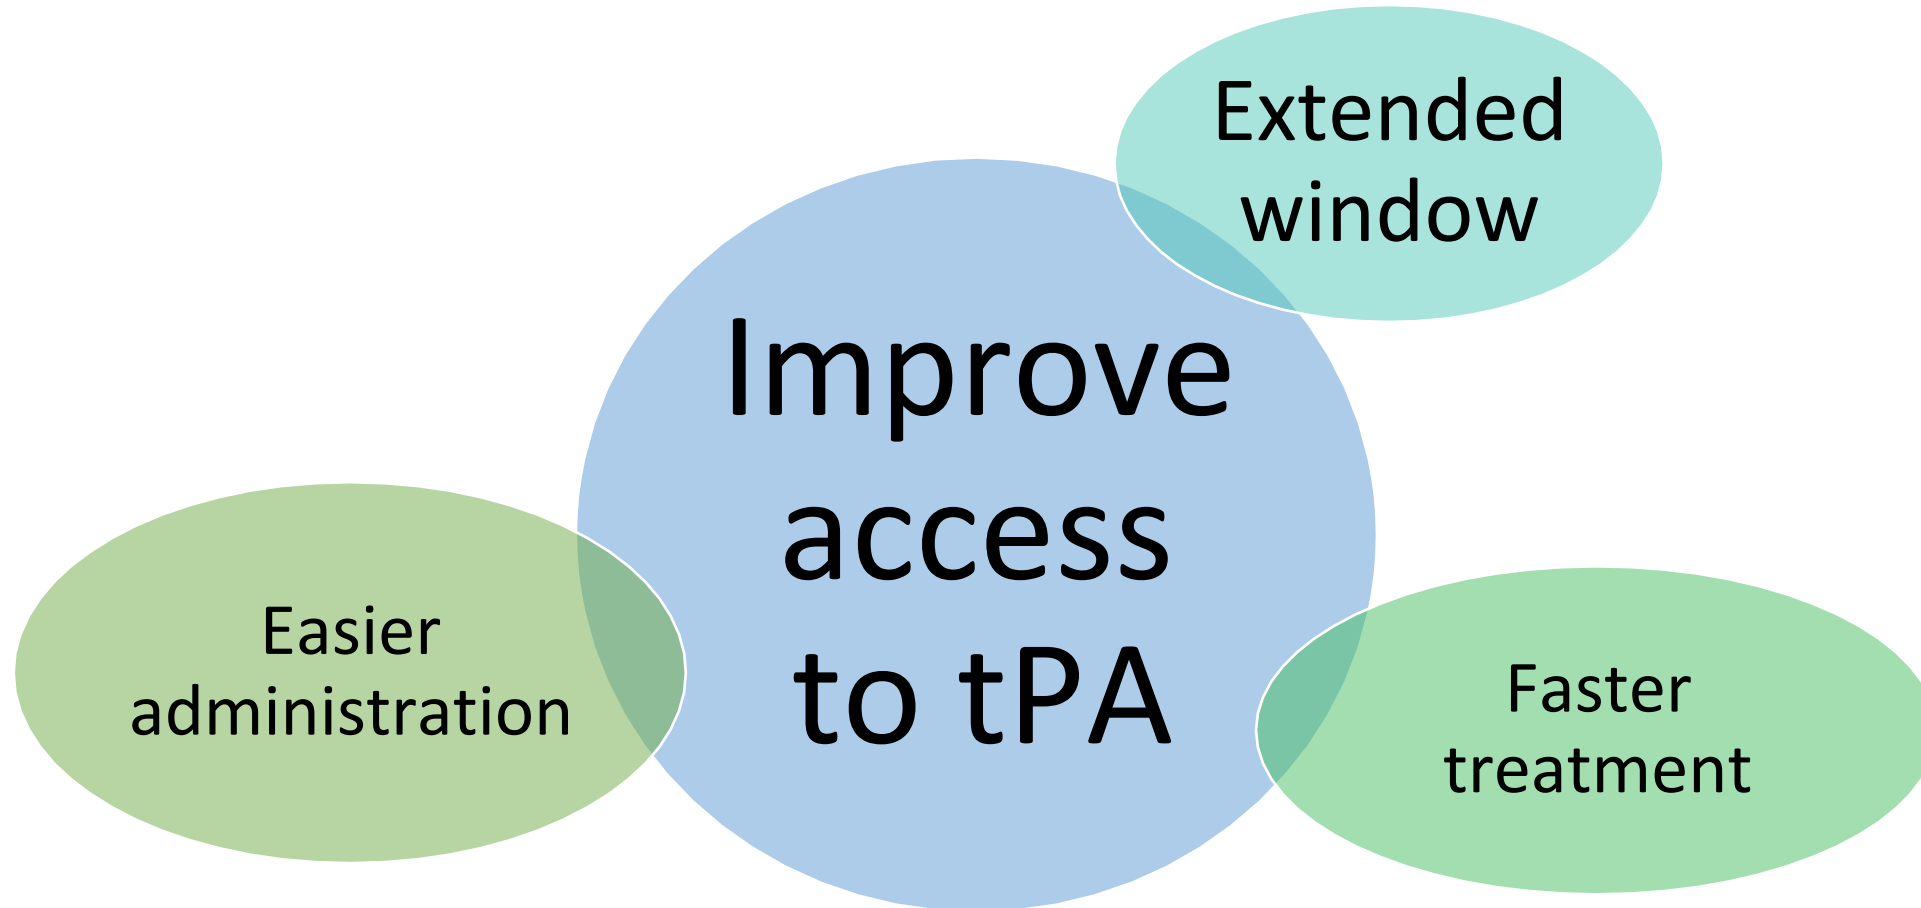 Extended
window
Improve
access
to tPA
Easier
administration
Faster
treatment